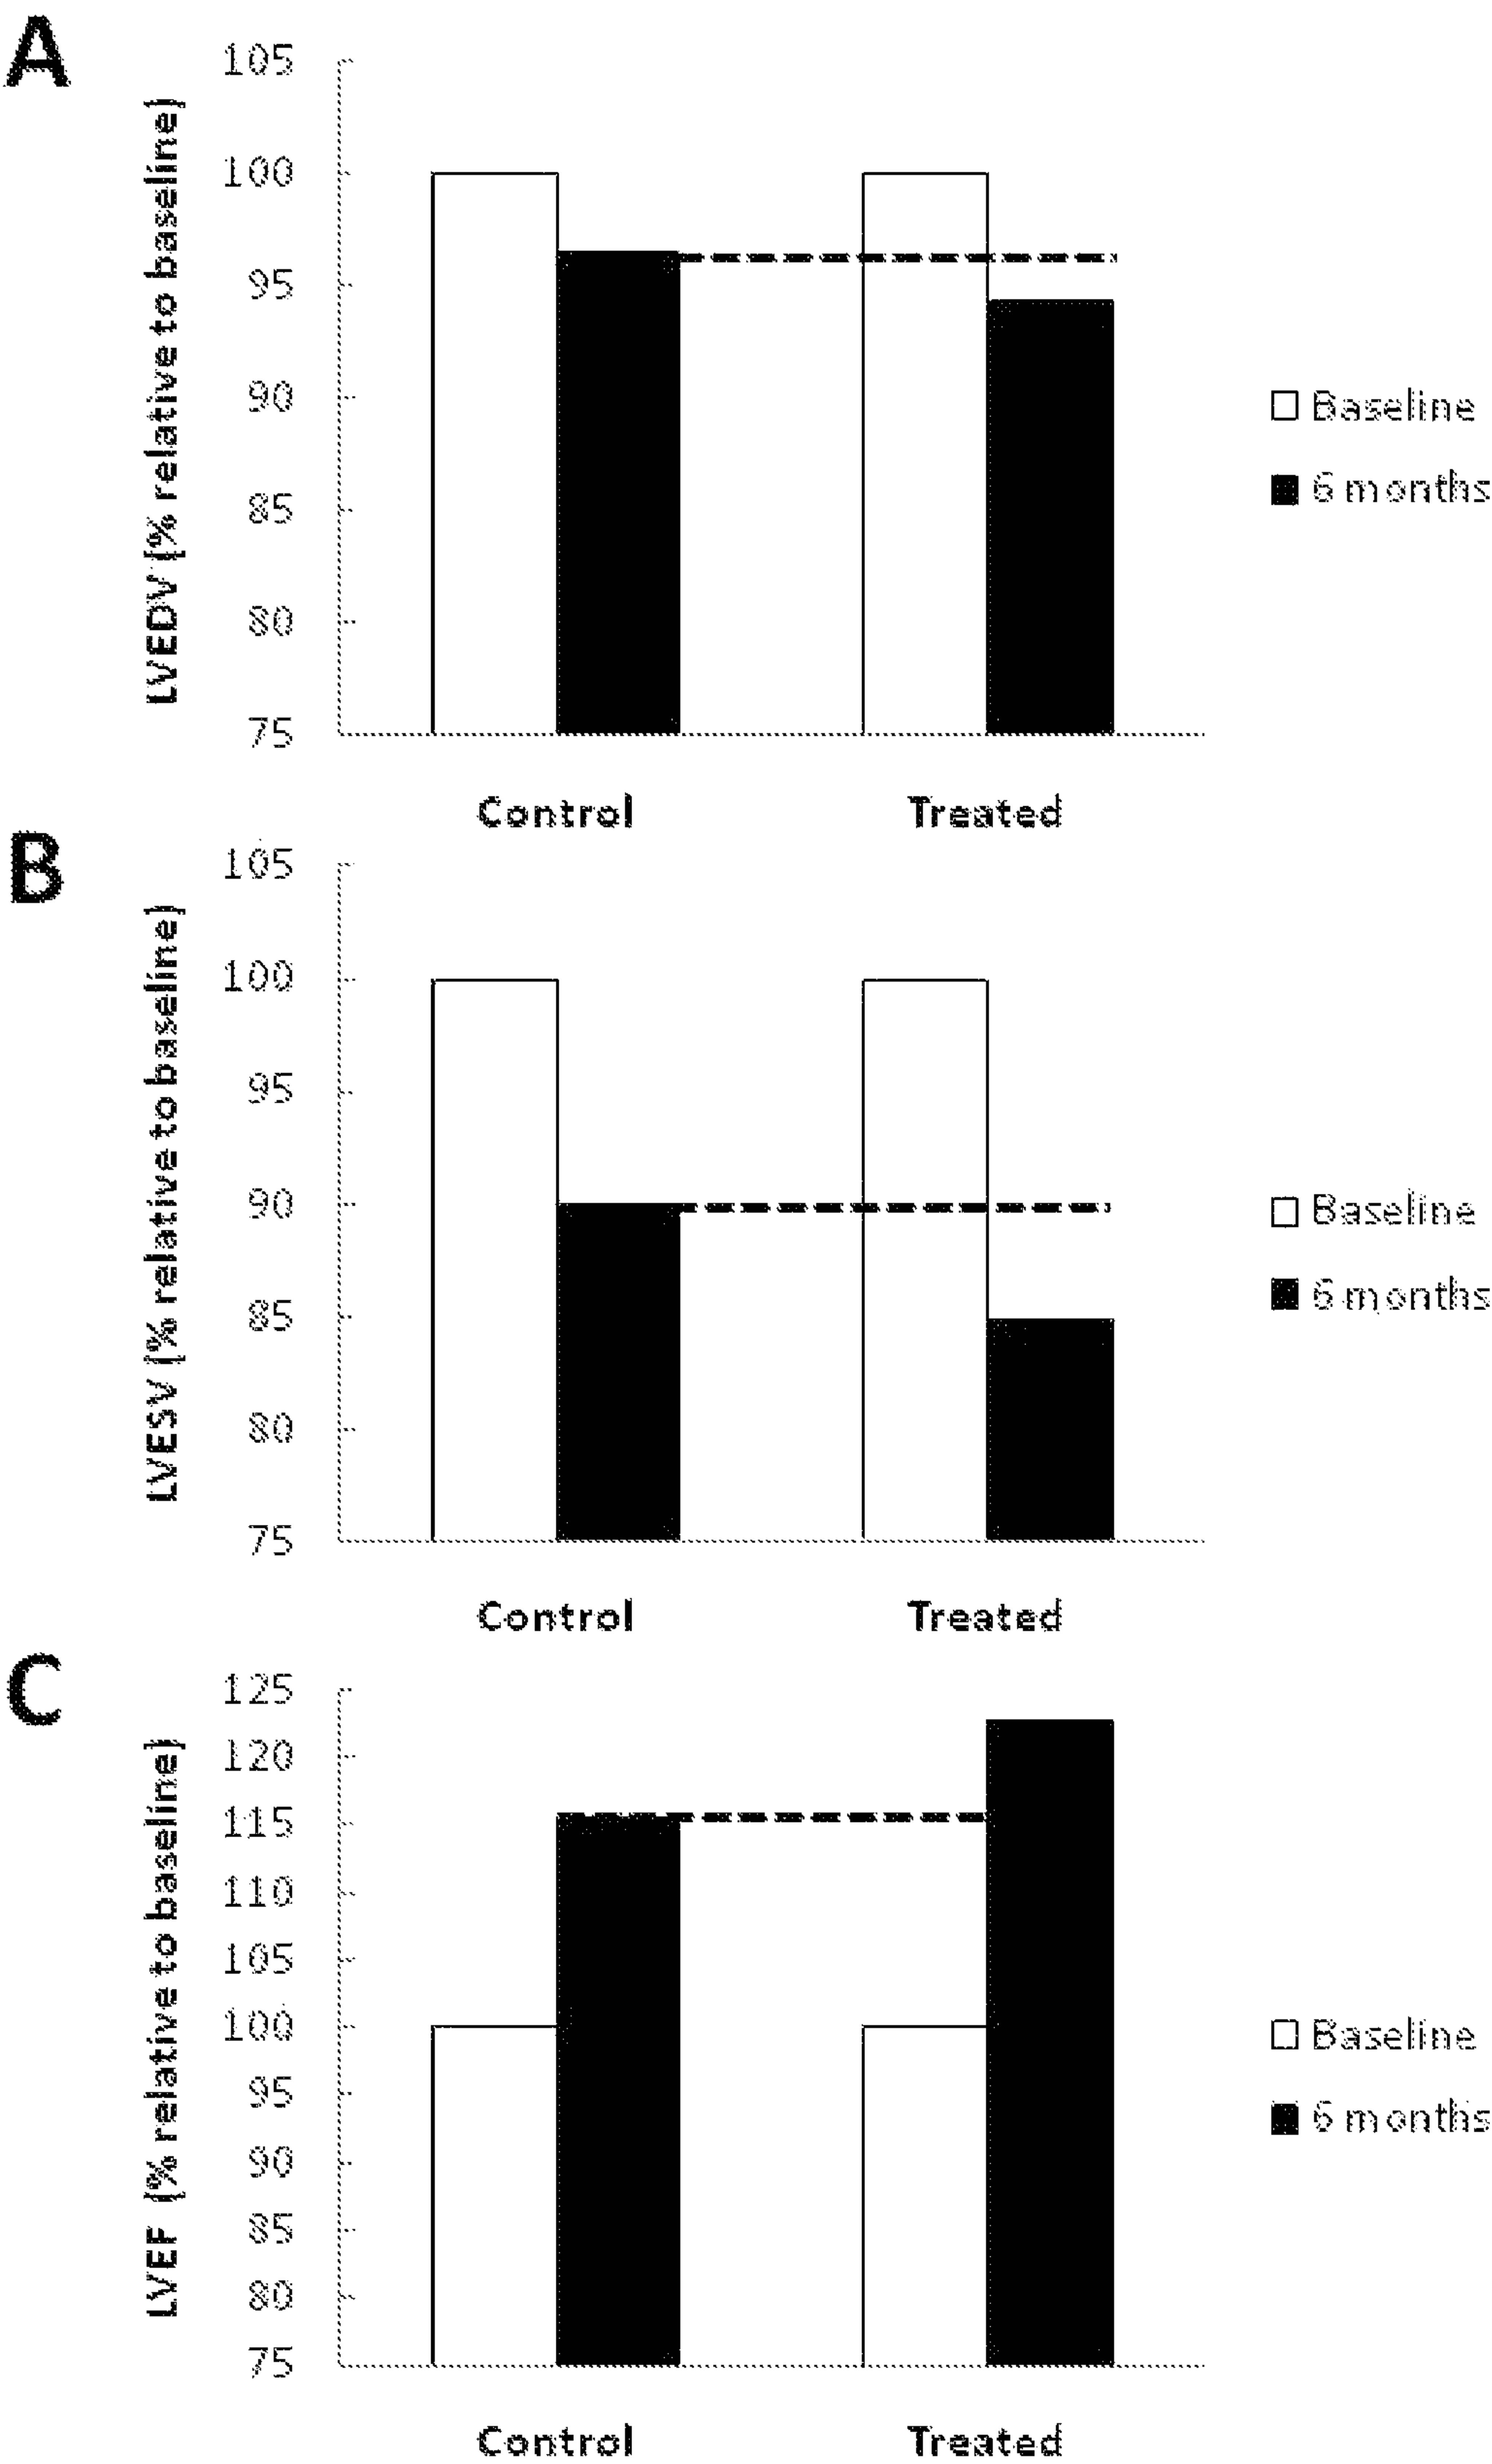 A
LVEDV (% relative to baseline)
105
100
95
90
85
80
75
Control Treated
Baseline
6 months
B
LVESV (% relative to baseline)
105
100
95
90
85
80
75
Control Treated
Baseline
6 months
C
LVEF (% relative to baseline)
125
120
115
110
105
100
95
90
85
80
75
Control Treated
Baseline
6 months